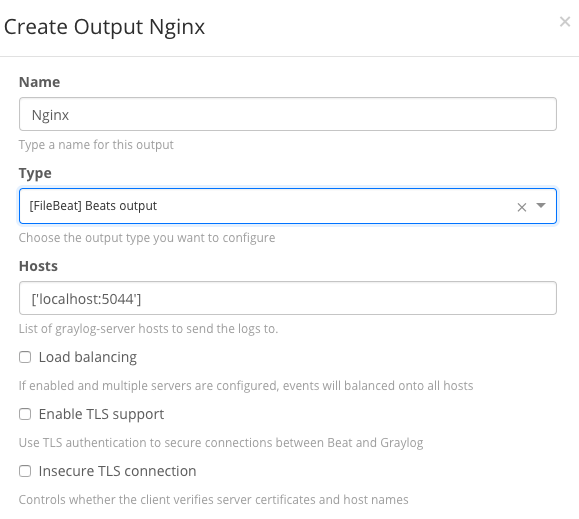 Create Output Nginx
×
Name
Nginx
Type a name for this output
Type
[FileBeat] Beats output
Choose the output type you want to configure
Hosts
['localhost:5044']
List of graylog-server hosts to send the logs to.
Load balancing
If enabled and multiple servers are configured, events will balanced onto all hosts
Enable TLS support
Use TLS authentication to secure connections between Beat and Graylog
Insecure TLS connection
Controls whether the client verifies server certificates and host names